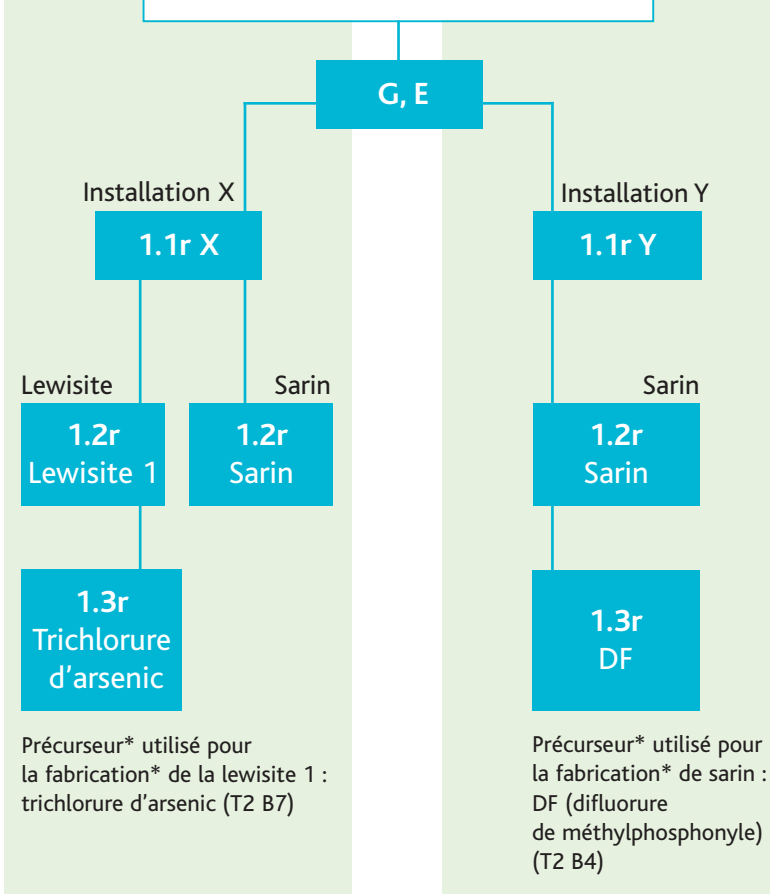 G, E
Installation X
1.1r X
Installation Y
1.1r Y
Lewisite
1.2r
Lewisite 1
Sarin
1.2r
Sarin
Sarin
1.2r
Sarin
1.3r
Trichlorure
d'arsenic
1.3r
DF
Précurseur* utilisé pour
la fabrication* de la lewisite 1 :
trichlorure d'arsenic (T2 B7)
Précurseur* utilisé pour
la fabrication* de sarin :
DF (difluorure
de méthylphosphonyle)
(T2 B4)